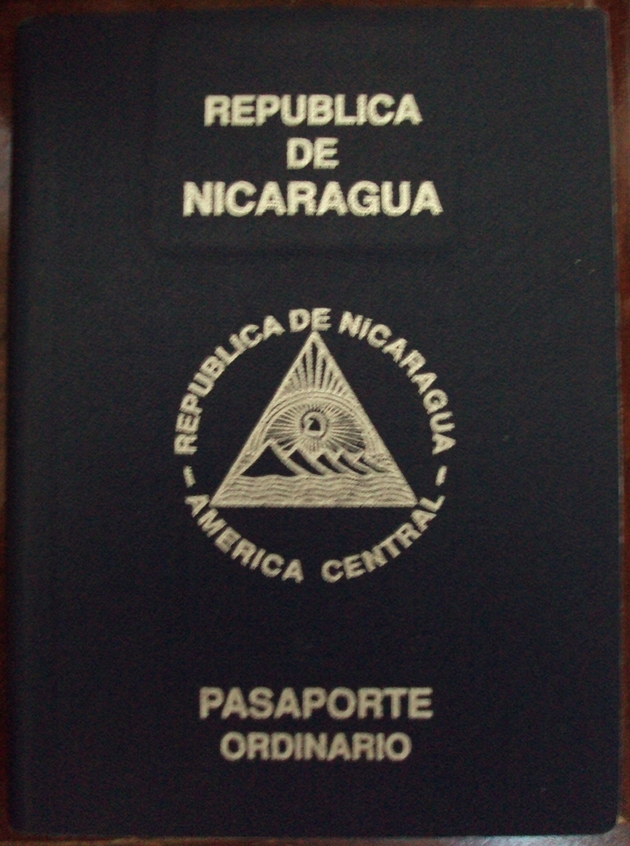 REPUBLICA
DE
NICARAGUA
REPUBLICA DE NICARAGUA
- AMERICA CENTRAL -
PASAPORTE
ORDINARIO